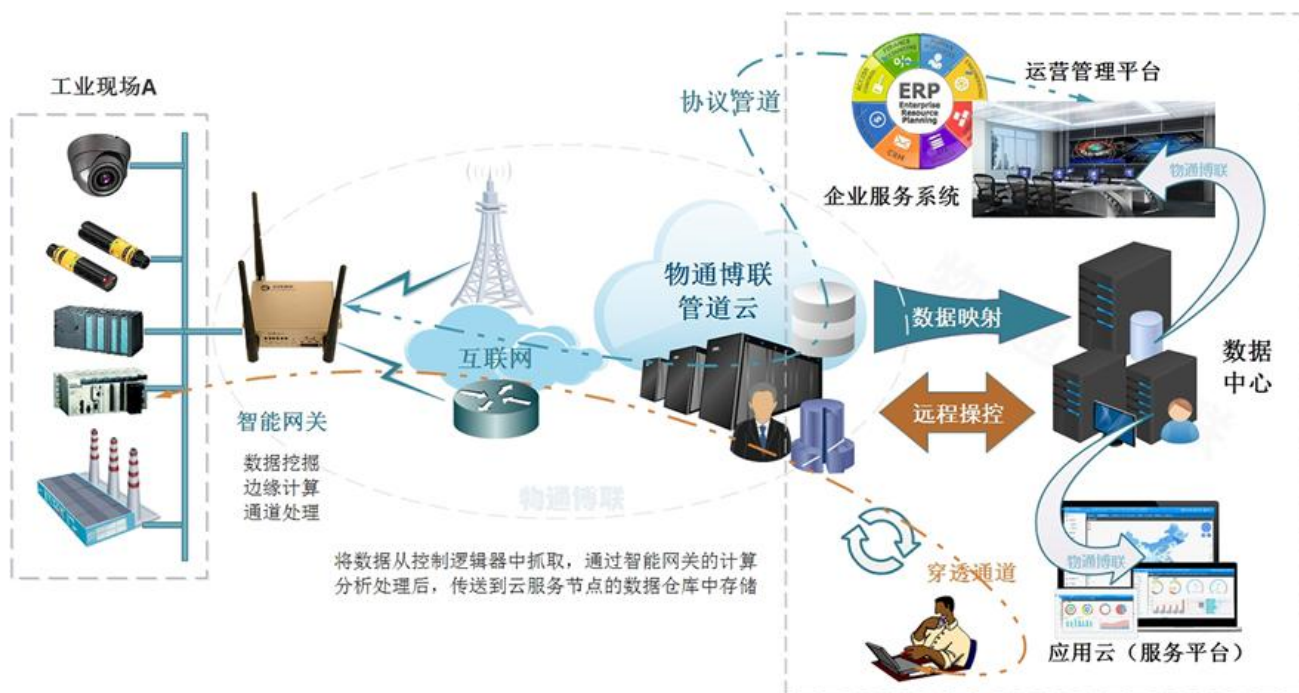 工业现场A
智能网关
数据挖掘
边缘计算
通道处理
互联网
物通博联
管道云
协议管道
ERP
Enterprise
Resource
Planning
CRM
企业服务系统
运营管理平台
物通博联
数据映射
远程操控
数据
中心
穿透通道
物通博联
应用云（服务平台）
物通博联
将数据从控制逻辑器中抓取，通过智能网关的计算
分析处理后，传送到云服务节点的数据仓库中存储